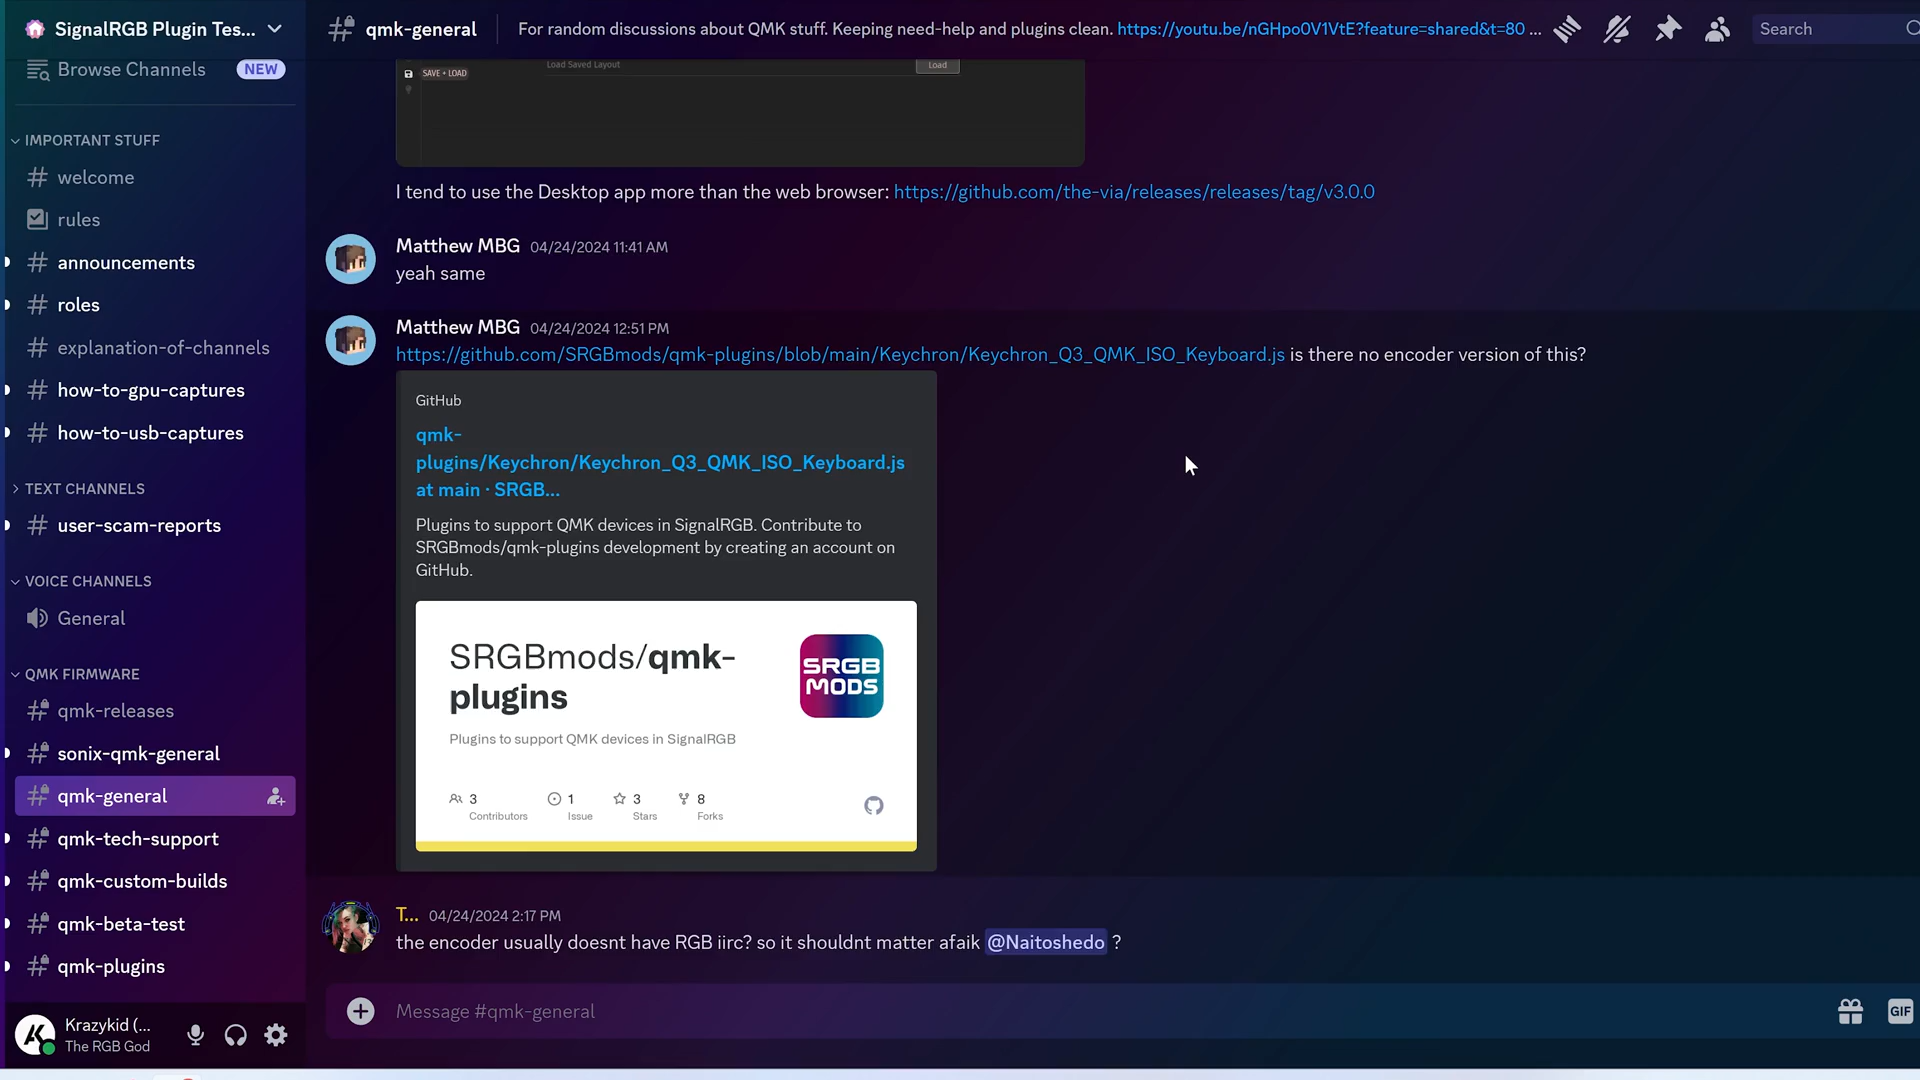 SignalRGB Plugin Tes...
qmk-general
For random discussions about QMK stuff. Keeping need-help and plugins clean. https://youtu.be/nGHpo0V1VtE?feature=shared&t=80 ...
Search
Browse Channels
NEW
IMPORTANT STUFF
welcome
rules
announcements
roles
explanation-of-channels
how-to-gpu-captures
how-to-usb-captures
TEXT CHANNELS
user-scam-reports
VOICE CHANNELS
General
QMK FIRMWARE
qmk-releases
sonix-qmk-general
qmk-general
qmk-tech-support
qmk-custom-builds
qmk-beta-test
qmk-plugins
Krazykid (...
The RGB God
SAVE + LOAD
Load Saved Layout
Load
I tend to use the Desktop app more than the web browser: https://github.com/the-via/releases/releases/tag/v3.0.0
Matthew MBG 04/24/2024 11:41 AM
yeah same
Matthew MBG 04/24/2024 12:51 PM
https://github.com/SRGBmods/qmk-plugins/blob/main/Keychron/Keychron_Q3_QMK_ISO_Keyboard.js is there no encoder version of this?
GitHub
qmk-
plugins/Keychron/Keychron_Q3_QMK_ISO_Keyboard.js
at main · SRGB...
Plugins to support QMK devices in SignalRGB. Contribute to
SRGBmods/qmk-plugins development by creating an account on
GitHub.
SRGBmods/qmk-
plugins
SRGB
MODS
Plugins to support QMK devices in SignalRGB
3
Contributors
1
Issue
3
Stars
8
Forks
T... 04/24/2024 2:17 PM
the encoder usually doesnt have RGB iirc? so it shouldnt matter afaik @Naitoshedo ?
Message #qmk-general
GIF